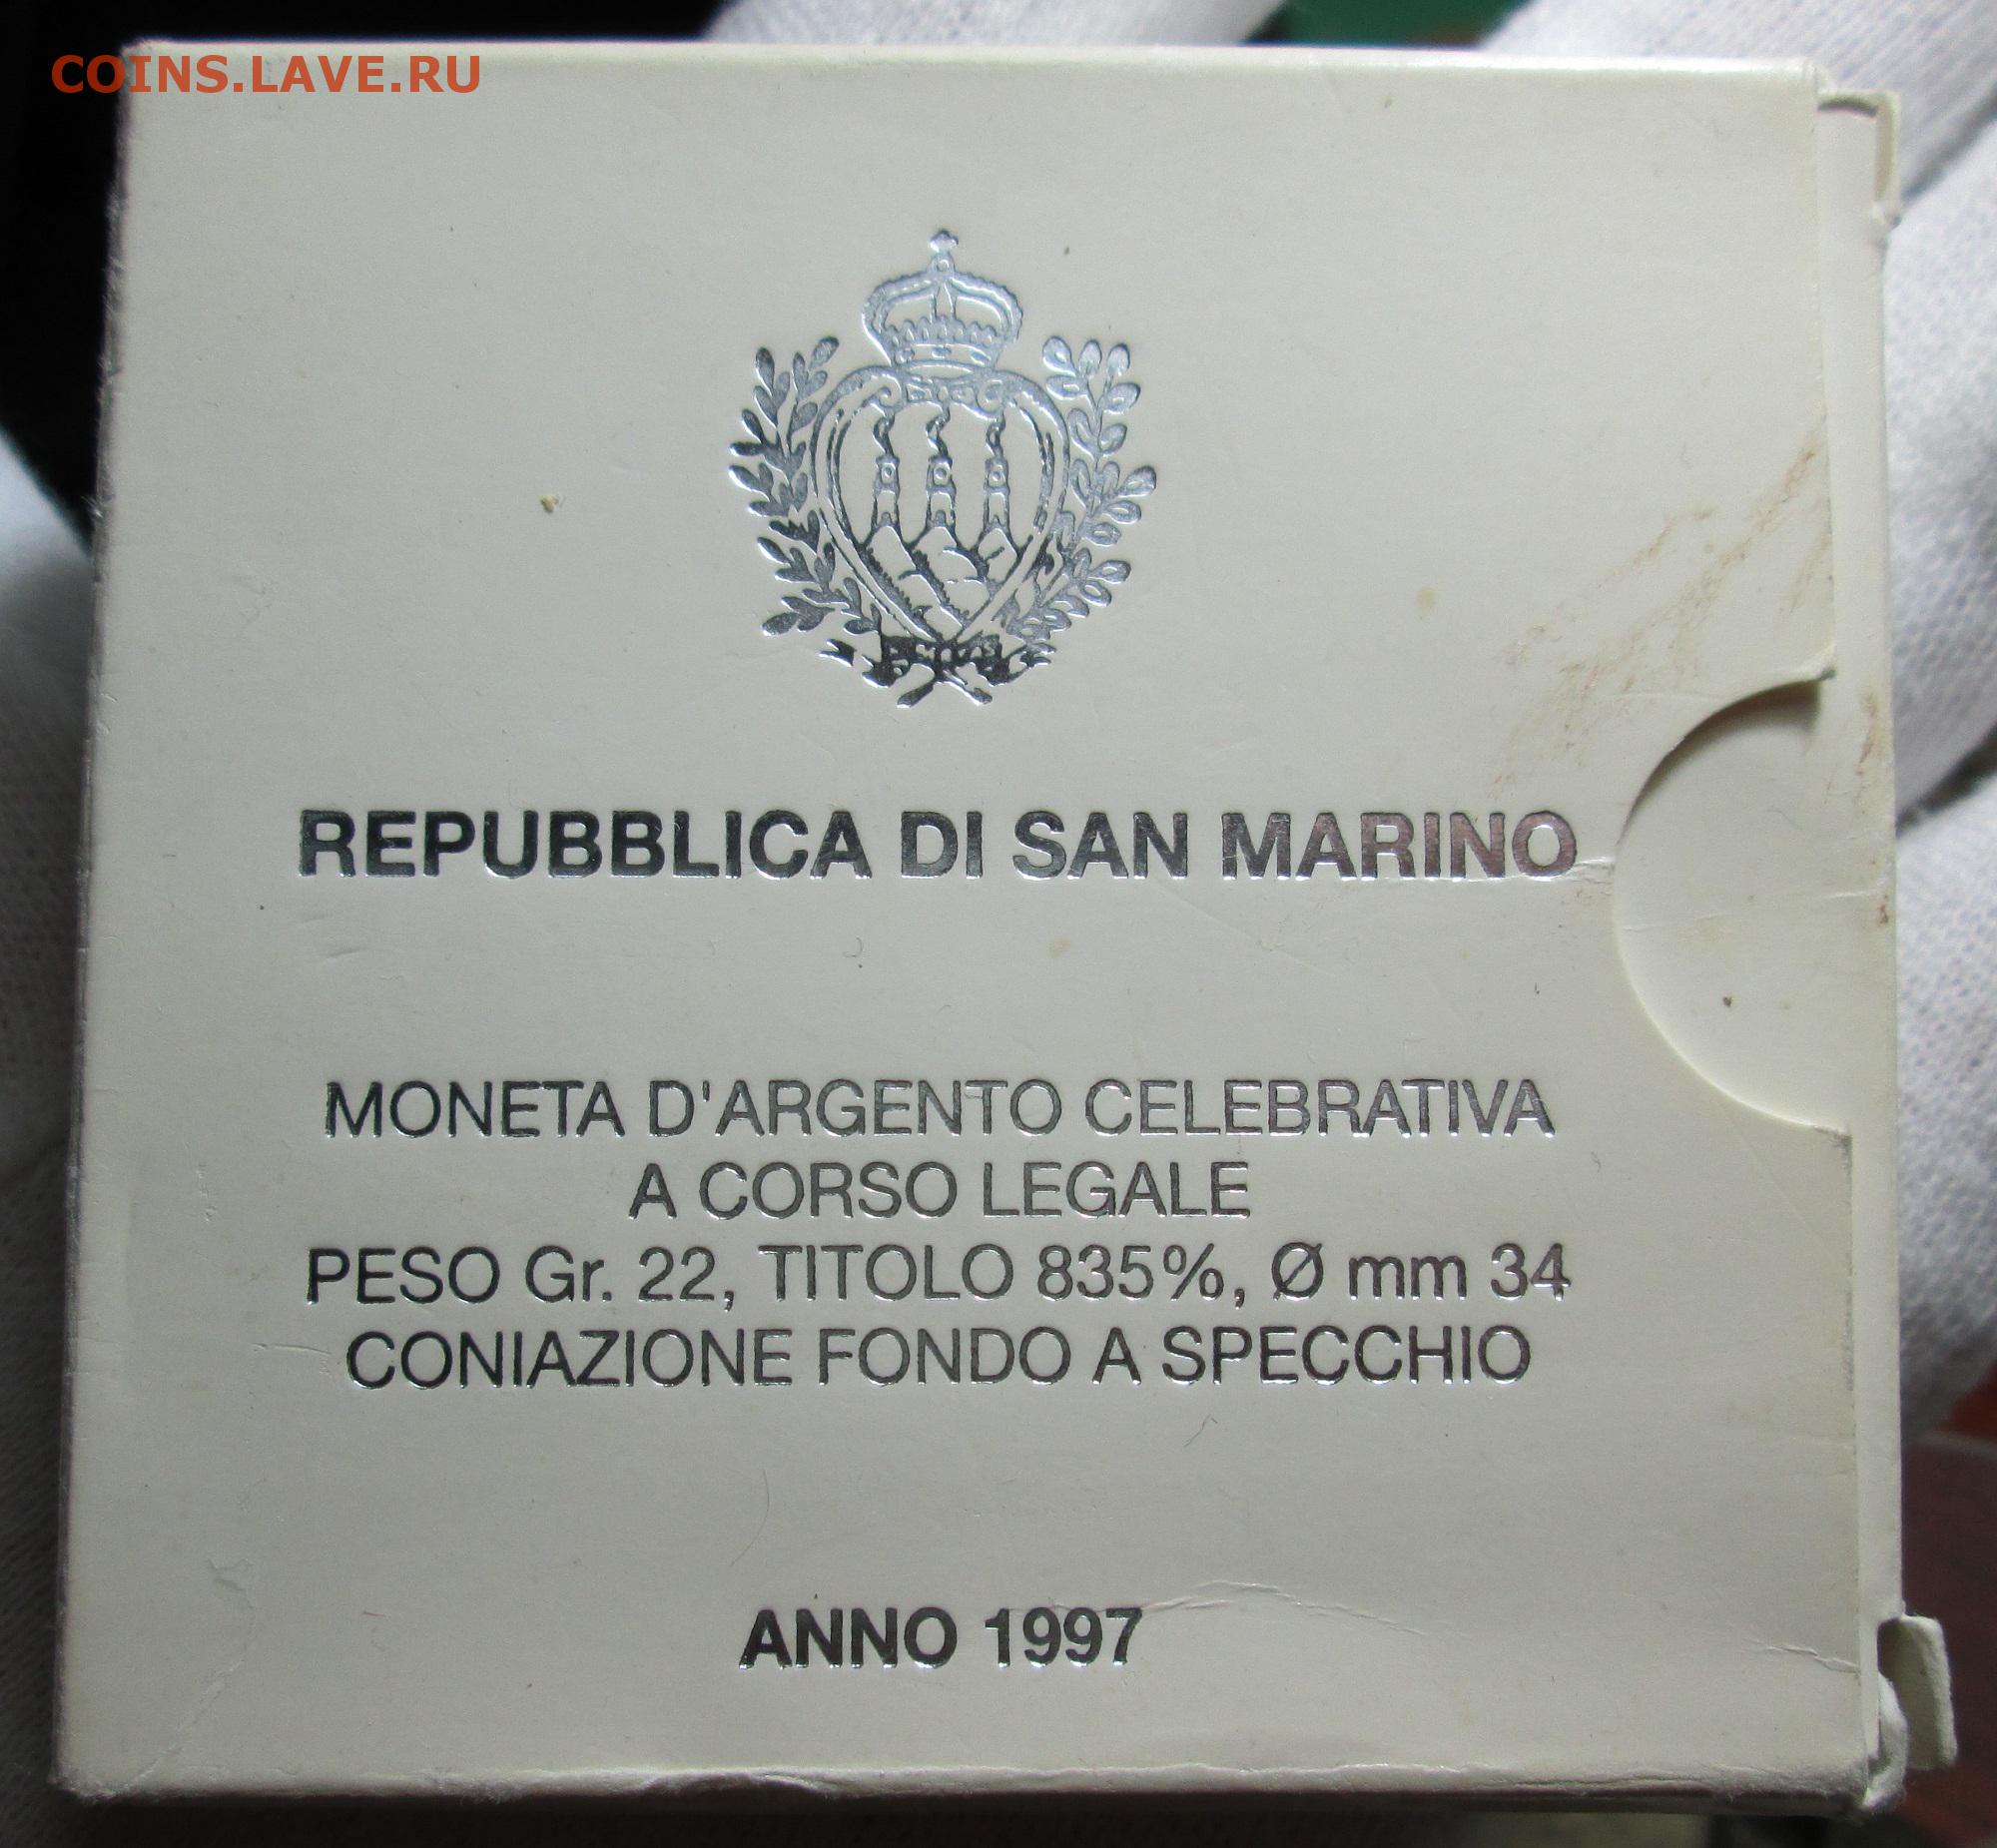 COINS.LAVE.RU
REPUBBLICA DI SAN MARINO
MONETA D'ARGENTO CELEBRATIVA
A CORSO LEGALE
PESO Gr. 22, TITOLO 835%, Ø mm 34
CONIAZIONE FONDO A SPECCHIO
ANNO 1997